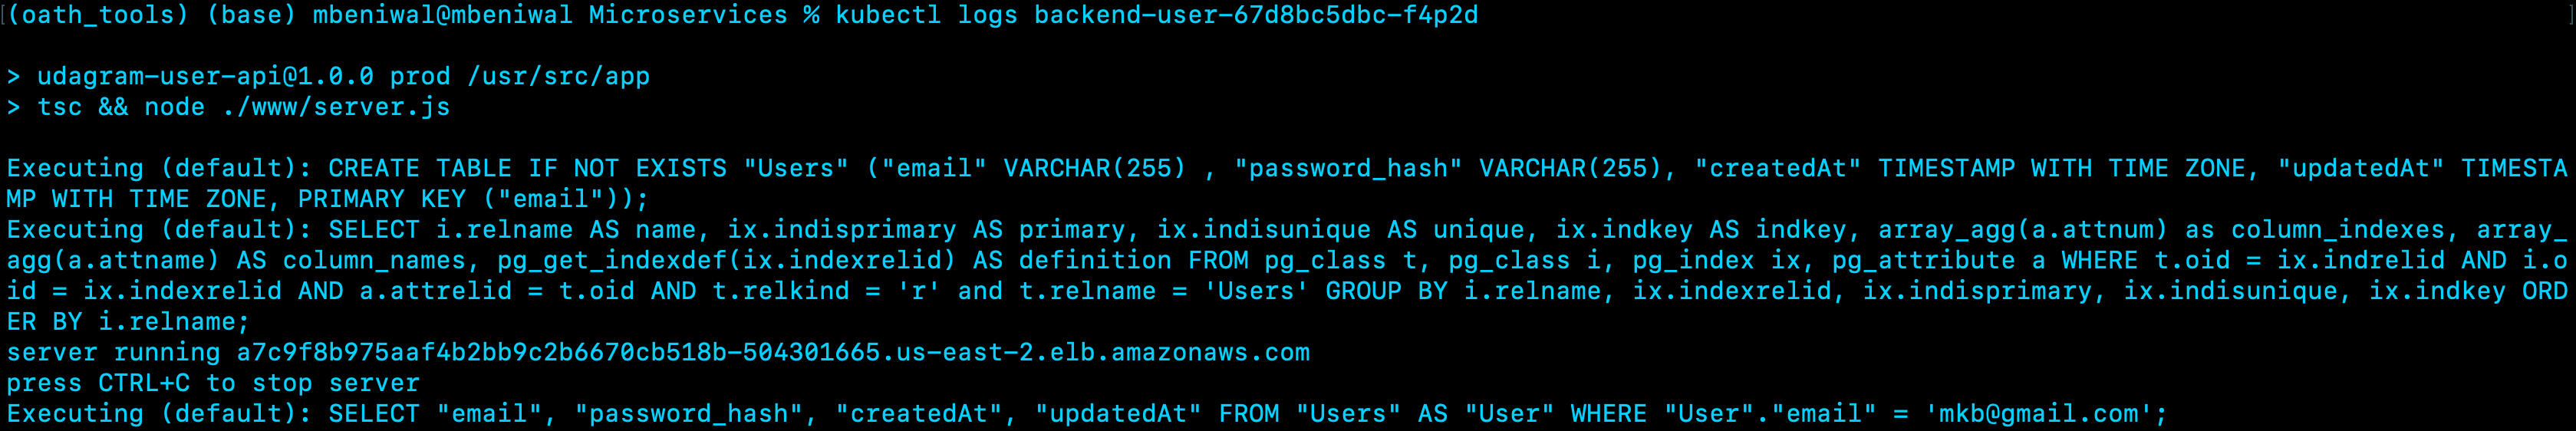 (oath_tools) (base) mbeniwal@mbeniwal Microservices % kubectl logs backend-user-67d8bc5dbc-f4p2d
> udagram-user-api@1.0.0 prod /usr/src/app
> tsc && node ./www/server.js
Executing (default): CREATE TABLE IF NOT EXISTS "Users" ("email" VARCHAR(255) , "password_hash" VARCHAR(255), "createdAt" TIMESTAMP WITH TIME ZONE, "updatedAt" TIMESTA
MP WITH TIME ZONE, PRIMARY KEY ("email"));
Executing (default): SELECT i.relname AS name, ix.indisprimary AS primary, ix.indisunique AS unique, ix.indkey AS indkey, array_agg(a.attnum) as column_indexes, array_
agg(a.attname) AS column_names, pg_get_indexdef(ix.indexrelid) AS definition FROM pg_class t, pg_class i, pg_index ix, pg_attribute a WHERE t.oid = ix.indrelid AND i.o
id = ix.indexrelid AND a.attrelid = t.oid AND t.relkind = 'r' and t.relname = 'Users' GROUP BY i.relname, ix.indexrelid, ix.indisprimary, ix.indisunique, ix.indkey ORD
ER BY i.relname;
server running a7c9f8b975aaf4b2bb9c2b6670cb518b-504301665.us-east-2.elb.amazonaws.com
press CTRL+C to stop server
Executing (default): SELECT "email", "password_hash", "createdAt", "updatedAt" FROM "Users" AS "User" WHERE "User"."email" = 'mkb@gmail.com';